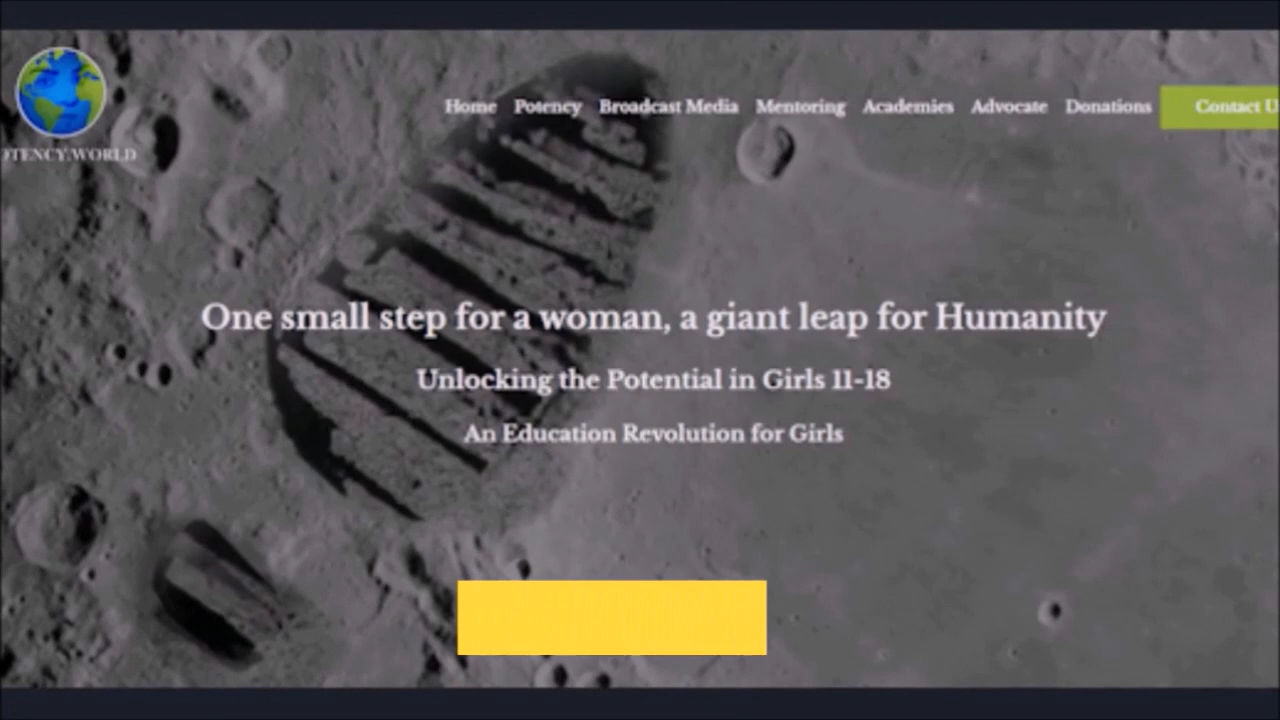 Home Potency Broadcast Media Mentoring Academies Advocate Donations Contact U
OTENCY.WORLD
One small step for a woman, a giant leap for Humanity
Unlocking the Potential in Girls 11-18
An Education Revolution for Girls